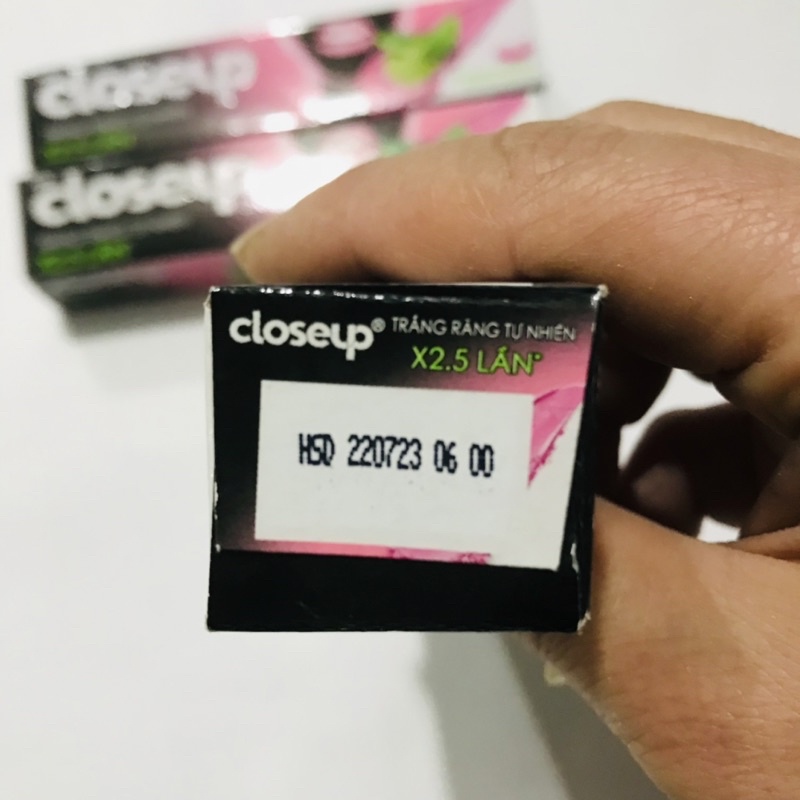 closeup
closeup
closeup® TRẮNG RĂNG TỰ NHIÊN
X2.5 LẦN*
HSD 220723 06 00